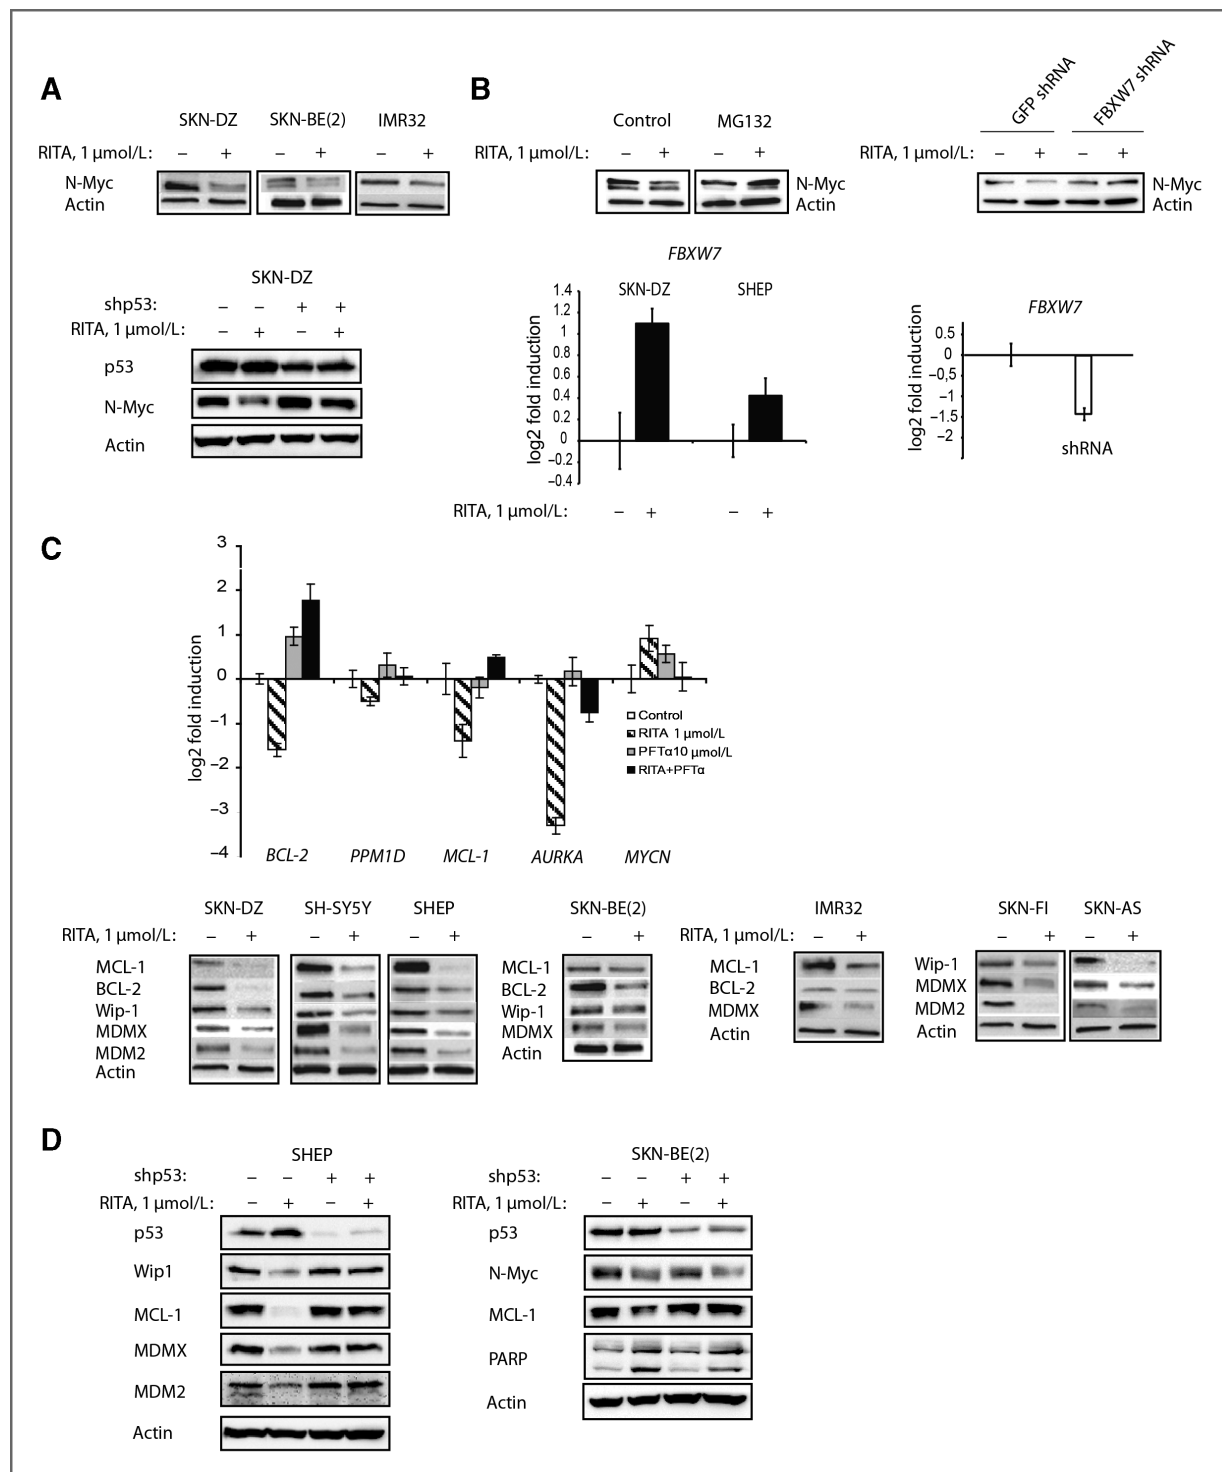 A
SKN-DZ SKN-BE(2) IMR32
RITA, 1 µmol/L: – + – + – +
N-Myc
Actin
SKN-DZ
shp53: – – + +
RITA, 1 µmol/L: – + – +
p53
N-Myc
Actin
B
Control MG132
RITA, 1 µmol/L: – + – +
N-Myc
Actin
GFP shRNA FBXW7 shRNA
RITA, 1 µmol/L: – + – +
N-Myc
Actin
FBXW7
SKN-DZ SHEP
log2 fold induction
1.4
1.2
1
0.8
0.6
0.4
0.2
0
–0.2
–0.4
RITA, 1 µmol/L: – + – +
FBXW7
log2 fold induction
0.5
0
–0,5
–1
–1.5
–2
shRNA
C
log2 fold induction
3
2
1
0
–1
–2
–3
–4
Control
RITA 1 µmol/L
PFTα10 µmol/L
RITA+PFTα
BCL-2 PPM1D MCL-1 AURKA MYCN
SKN-DZ SH-SY5Y SHEP
RITA, 1 µmol/L: – + – + – +
MCL-1
BCL-2
Wip-1
MDMX
MDM2
Actin
SKN-BE(2)
– +
MCL-1
BCL-2
Wip-1
MDMX
Actin
IMR32
RITA, 1 µmol/L: – +
MCL-1
BCL-2
MDMX
Actin
SKN-FI SKN-AS
– + – +
Wip-1
MDMX
MDM2
Actin
D
SHEP
shp53: – – + +
RITA, 1 µmol/L: – + – +
p53
Wip1
MCL-1
MDMX
MDM2
Actin
SKN-BE(2)
shp53: – – + +
RITA, 1 µmol/L: – + – +
p53
N-Myc
MCL-1
PARP
Actin